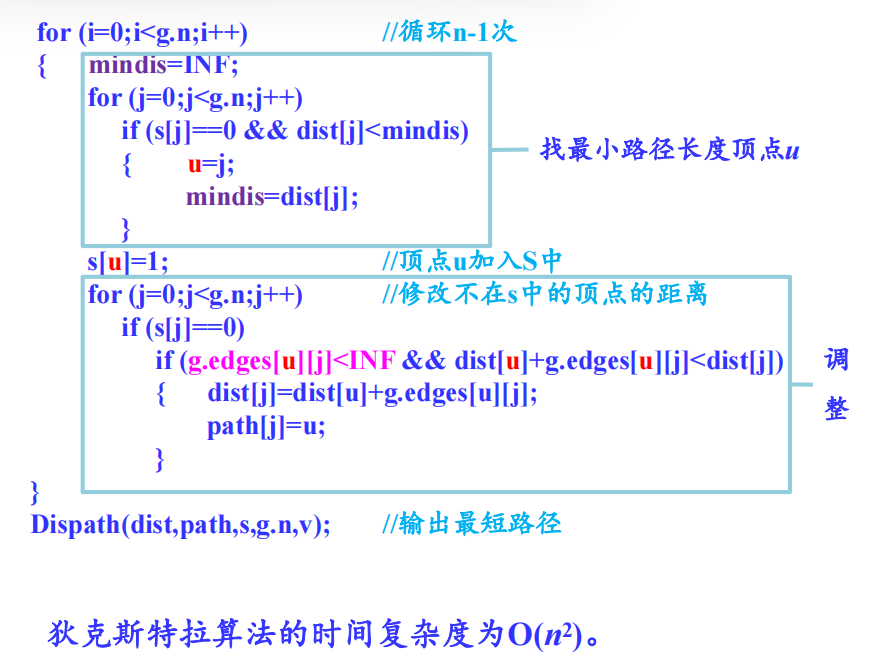 for (i=0;i<g.n;i++) //循环n-1次
{ mindis=INF;
for (j=0;j<g.n;j++)
if (s[j]==0 && dist[j]<mindis)
{ u=j;
mindis=dist[j];
}
找最小路径长度顶点u
s[u]=1; //顶点u加入S中
for (j=0;j<g.n;j++) //修改不在s中的顶点的距离
if (s[j]==0)
if (g.edges[u][j]<INF && dist[u]+g.edges[u][j]<dist[j])
{ dist[j]=dist[u]+g.edges[u][j];
path[j]=u;
}
调
整
}
Dispath(dist,path,s,g.n,v); //输出最短路径
狄克斯特拉算法的时间复杂度为O(n²)。